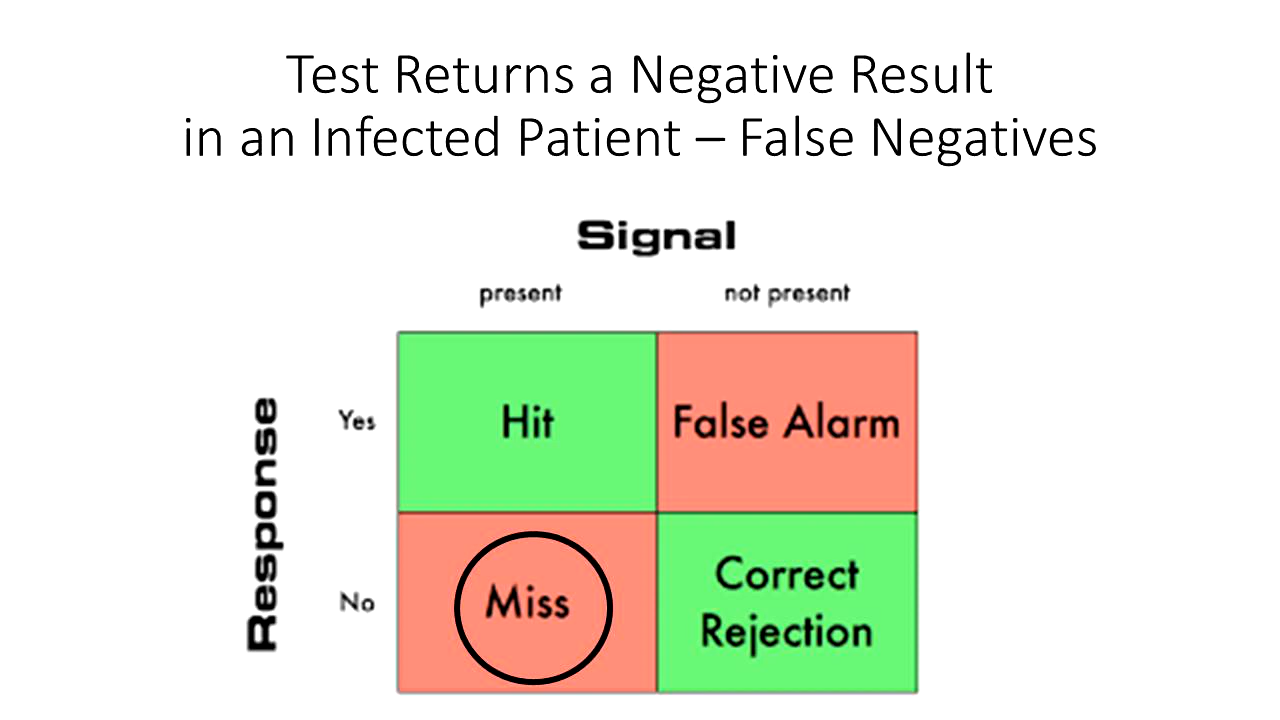 Test Returns a Negative Result
in an Infected Patient – False Negatives
Signal
present not present
Response
Yes
Hit
False Alarm
No
Miss
Correct
Rejection